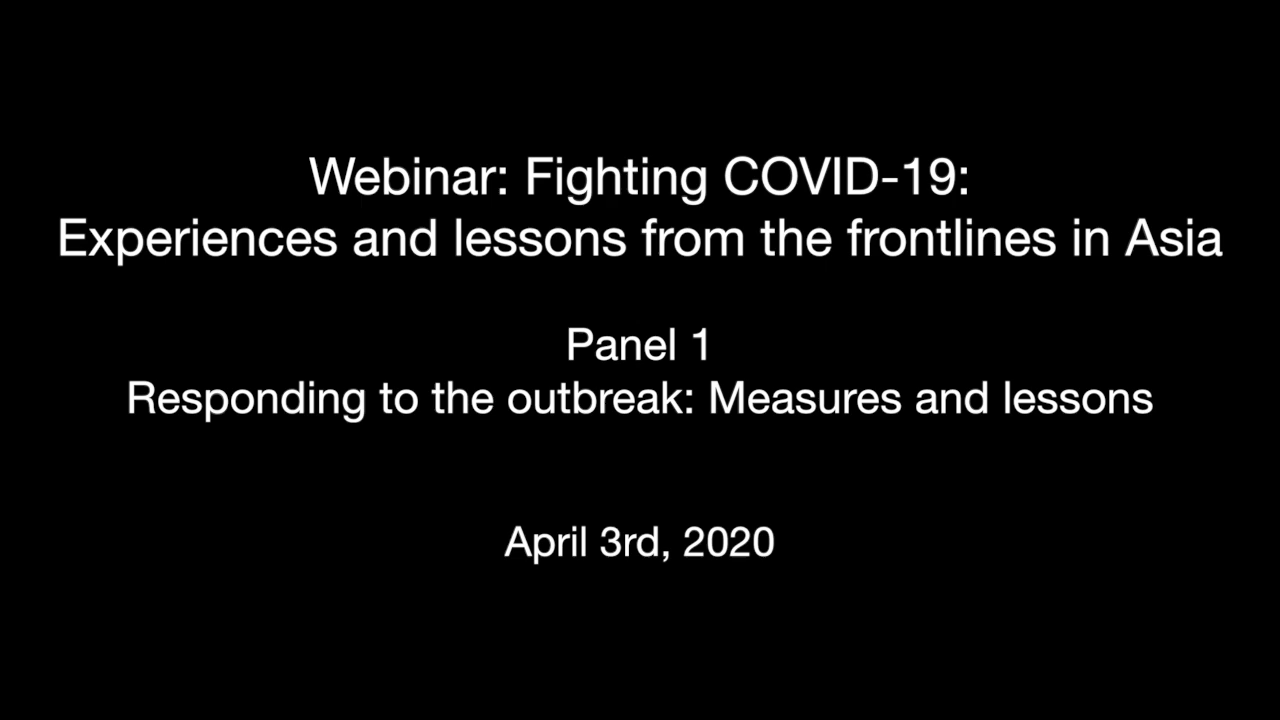 Webinar: Fighting COVID-19:
Experiences and lessons from the frontlines in Asia
Panel 1
Responding to the outbreak: Measures and lessons
April 3rd, 2020